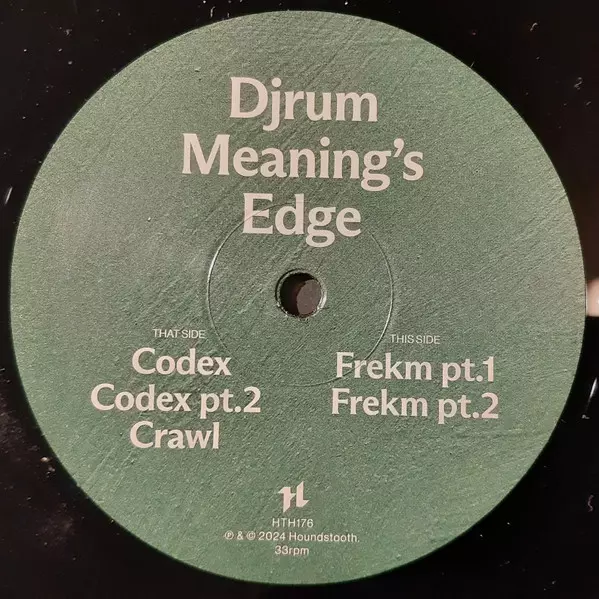 Djrum
Meaning's
Edge
THAT SIDE
Codex
Codex pt.2
Crawl
THIS SIDE
Frekm pt.1
Frekm pt.2
H
HTH176
℗ & © 2024 Houndstooth.
33rpm